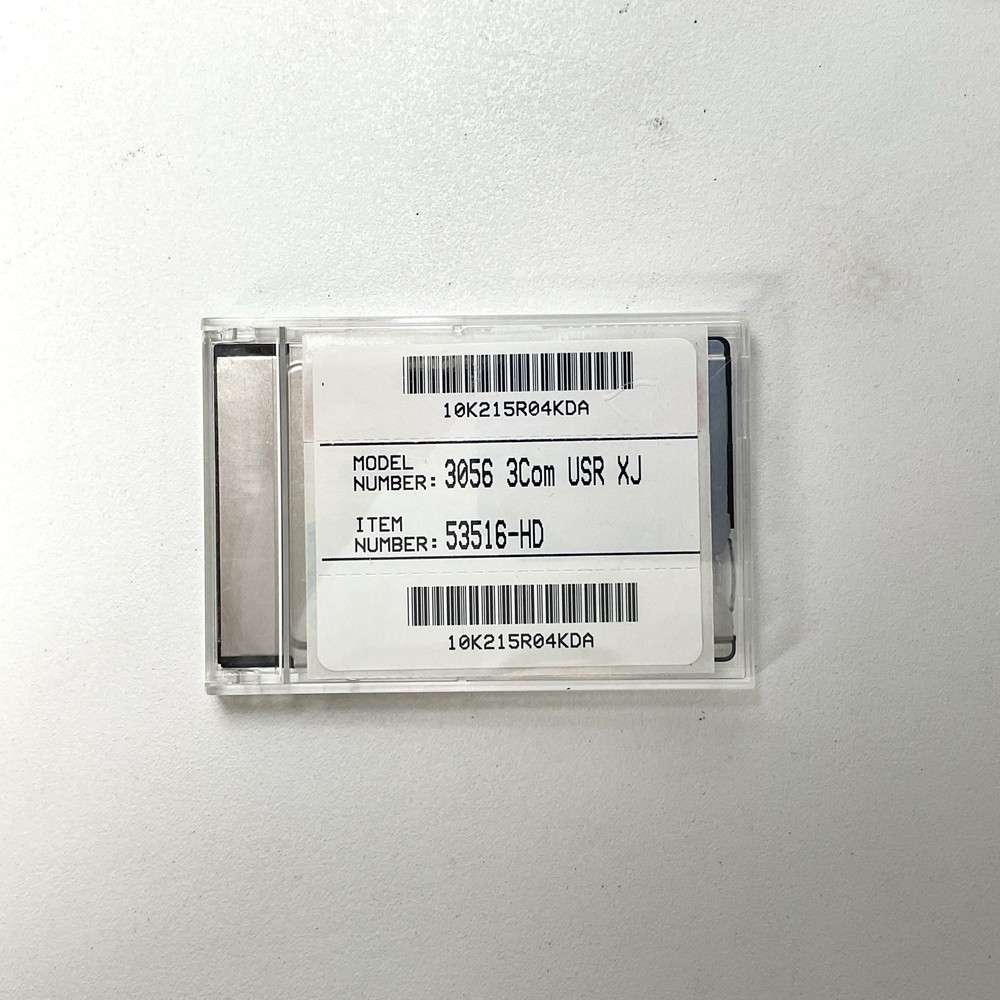 10K215R04KDA
MODEL
NUMBER: 3056 3Com USR XJ
ITEM
NUMBER: 53516-HD
10K215R04KDA